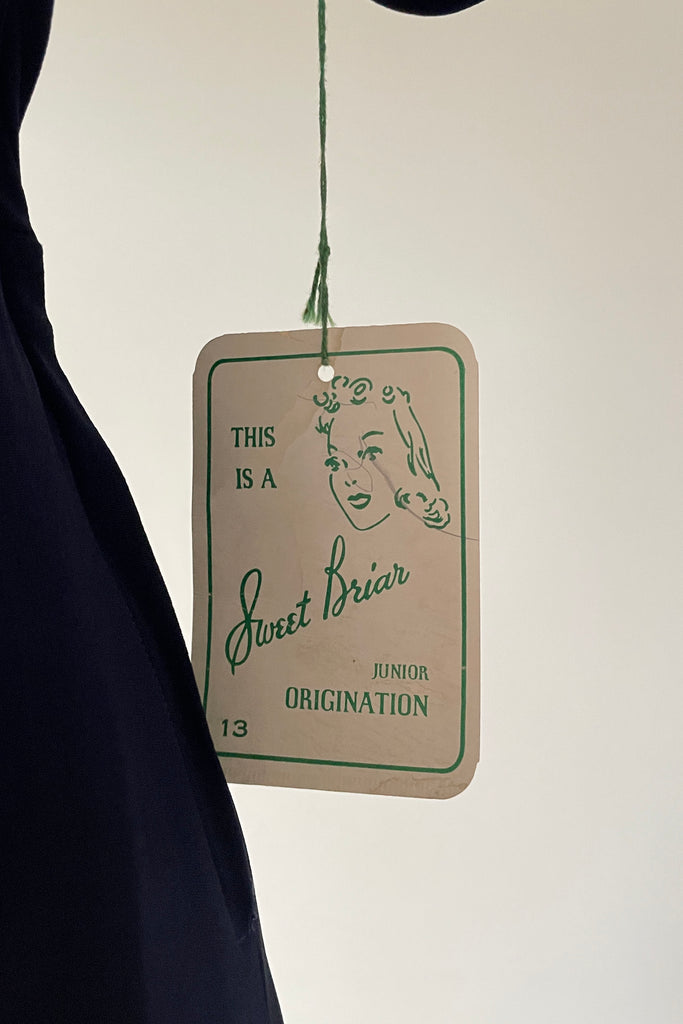 THIS
IS A
Sweet Briar
JUNIOR
ORIGINATION
13